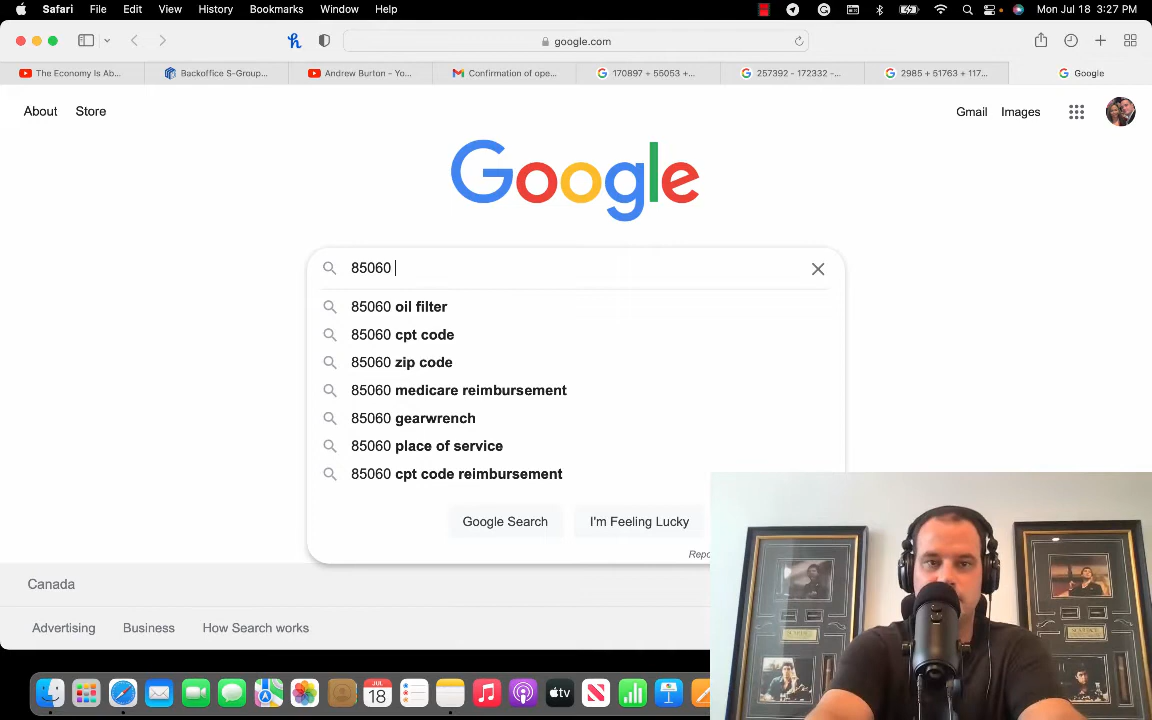 Safari File Edit View History Bookmarks Window Help Mon Jul 18 3:27 PM
google.com
The Economy Is Ab... Backoffice S-Group... Andrew Burton - Yo... Confirmation of ope... 170897 + 55053 +... 257392 - 172332 -... 2985 + 51763 + 117... Google
About Store Gmail Images
Google
85060
85060 oil filter
85060 cpt code
85060 zip code
85060 medicare reimbursement
85060 gearwrench
85060 place of service
85060 cpt code reimbursement
Google Search I'm Feeling Lucky
Repo
Canada
Advertising Business How Search works
JUL
18
tv